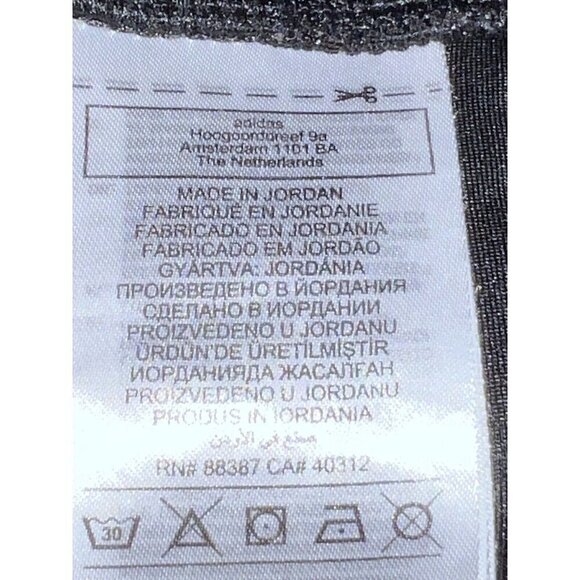 adidas
Hoogoorddreef 9a
Amsterdam 1101 BA
The Netherlands
MADE IN JORDAN
FABRIQUÉ EN JORDANIE
FABRICADO EN JORDANIA
FABRICADO EM JORDÃO
GYÁRTVA: JORDÁNIA
ПРОИЗВЕДЕНО В ЙОРДАНИЯ
СДЕЛАНО В ИОРДАНИИ
PROIZVEDENO U JORDANU
ÜRDÜN'DE ÜRETİLMİŞTİR
ИОРДАНИЯДА ЖАСАЛҒАН
PROIZVEDENO U JORDANU
PRODUS IN IORDANIA
صنع في الأردن
RN# 88387 CA# 40312
30